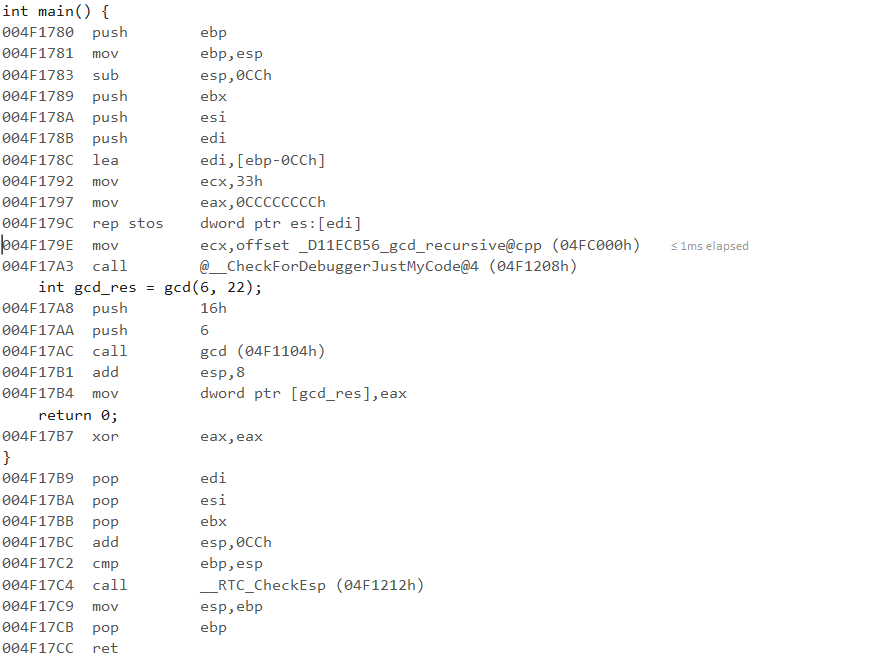 int main() {
004F1780  push        ebp
004F1781  mov         ebp,esp
004F1783  sub         esp,0CCh
004F1789  push        ebx
004F178A  push        esi
004F178B  push        edi
004F178C  lea         edi,[ebp-0CCh]
004F1792  mov         ecx,33h
004F1797  mov         eax,0CCCCCCCCh
004F179C  rep stos    dword ptr es:[edi]
004F179E  mov         ecx,offset _D11ECB56_gcd_recursive@cpp (04FC000h)    ≤ 1ms elapsed
004F17A3  call        @__CheckForDebuggerJustMyCode@4 (04F1208h)
    int gcd_res = gcd(6, 22);
004F17A8  push        16h
004F17AA  push        6
004F17AC  call        gcd (04F1104h)
004F17B1  add         esp,8
004F17B4  mov         dword ptr [gcd_res],eax
    return 0;
004F17B7  xor         eax,eax
}
004F17B9  pop         edi
004F17BA  pop         esi
004F17BB  pop         ebx
004F17BC  add         esp,0CCh
004F17C2  cmp         ebp,esp
004F17C4  call        __RTC_CheckEsp (04F1212h)
004F17C9  mov         esp,ebp
004F17CB  pop         ebp
004F17CC  ret